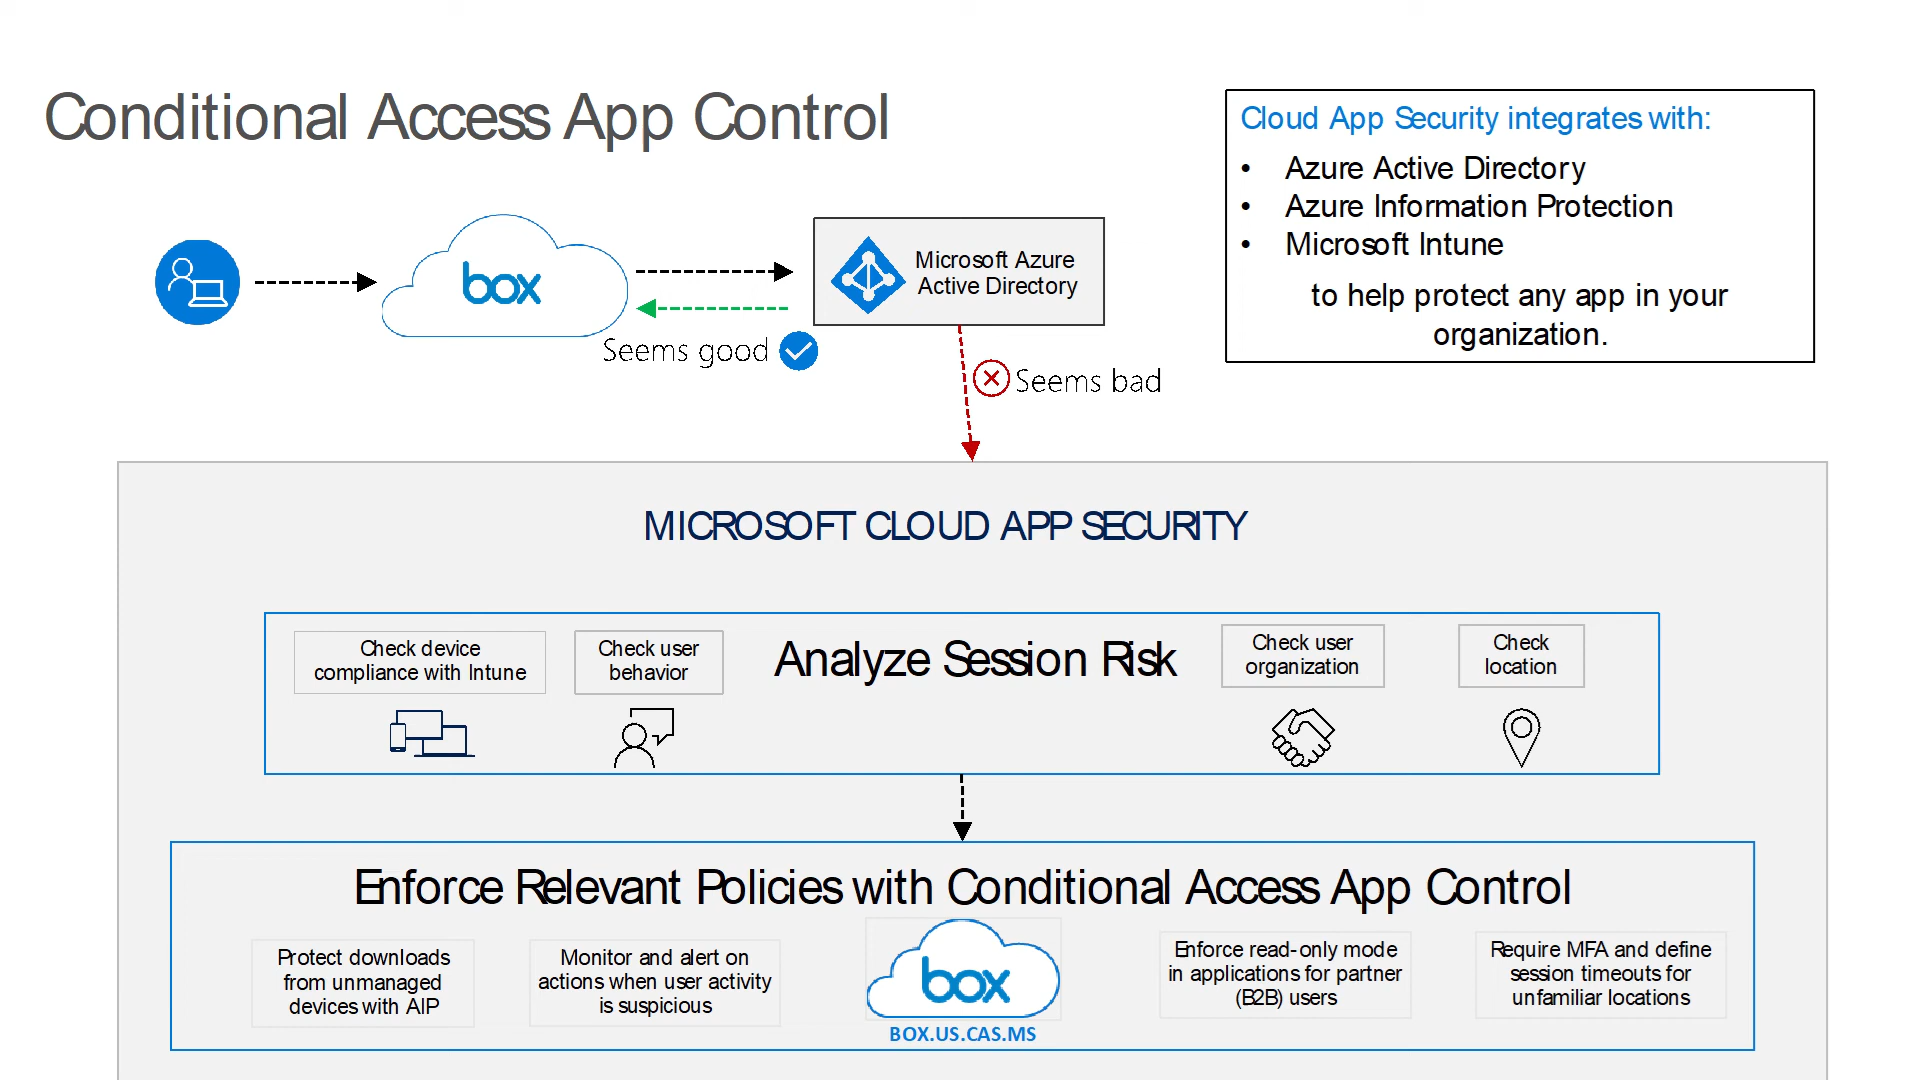 Conditional Access App Control
Cloud App Security integrates with:
• Azure Active Directory
• Azure Information Protection
• Microsoft Intune
to help protect any app in your
organization.
box
Microsoft Azure
Active Directory
Seems good
Seems bad
MICROSOFT CLOUD APP SECURITY
Analyze Session Risk
Check device
compliance with Intune
Check user
behavior
Check user
organization
Check
location
Enforce Relevant Policies with Conditional Access App Control
Protect downloads
from unmanaged
devices with AIP
Monitor and alert on
actions when user activity
is suspicious
box
BOX.US.CAS.MS
Enforce read-only mode
in applications for partner
(B2B) users
Require MFA and define
session timeouts for
unfamiliar locations